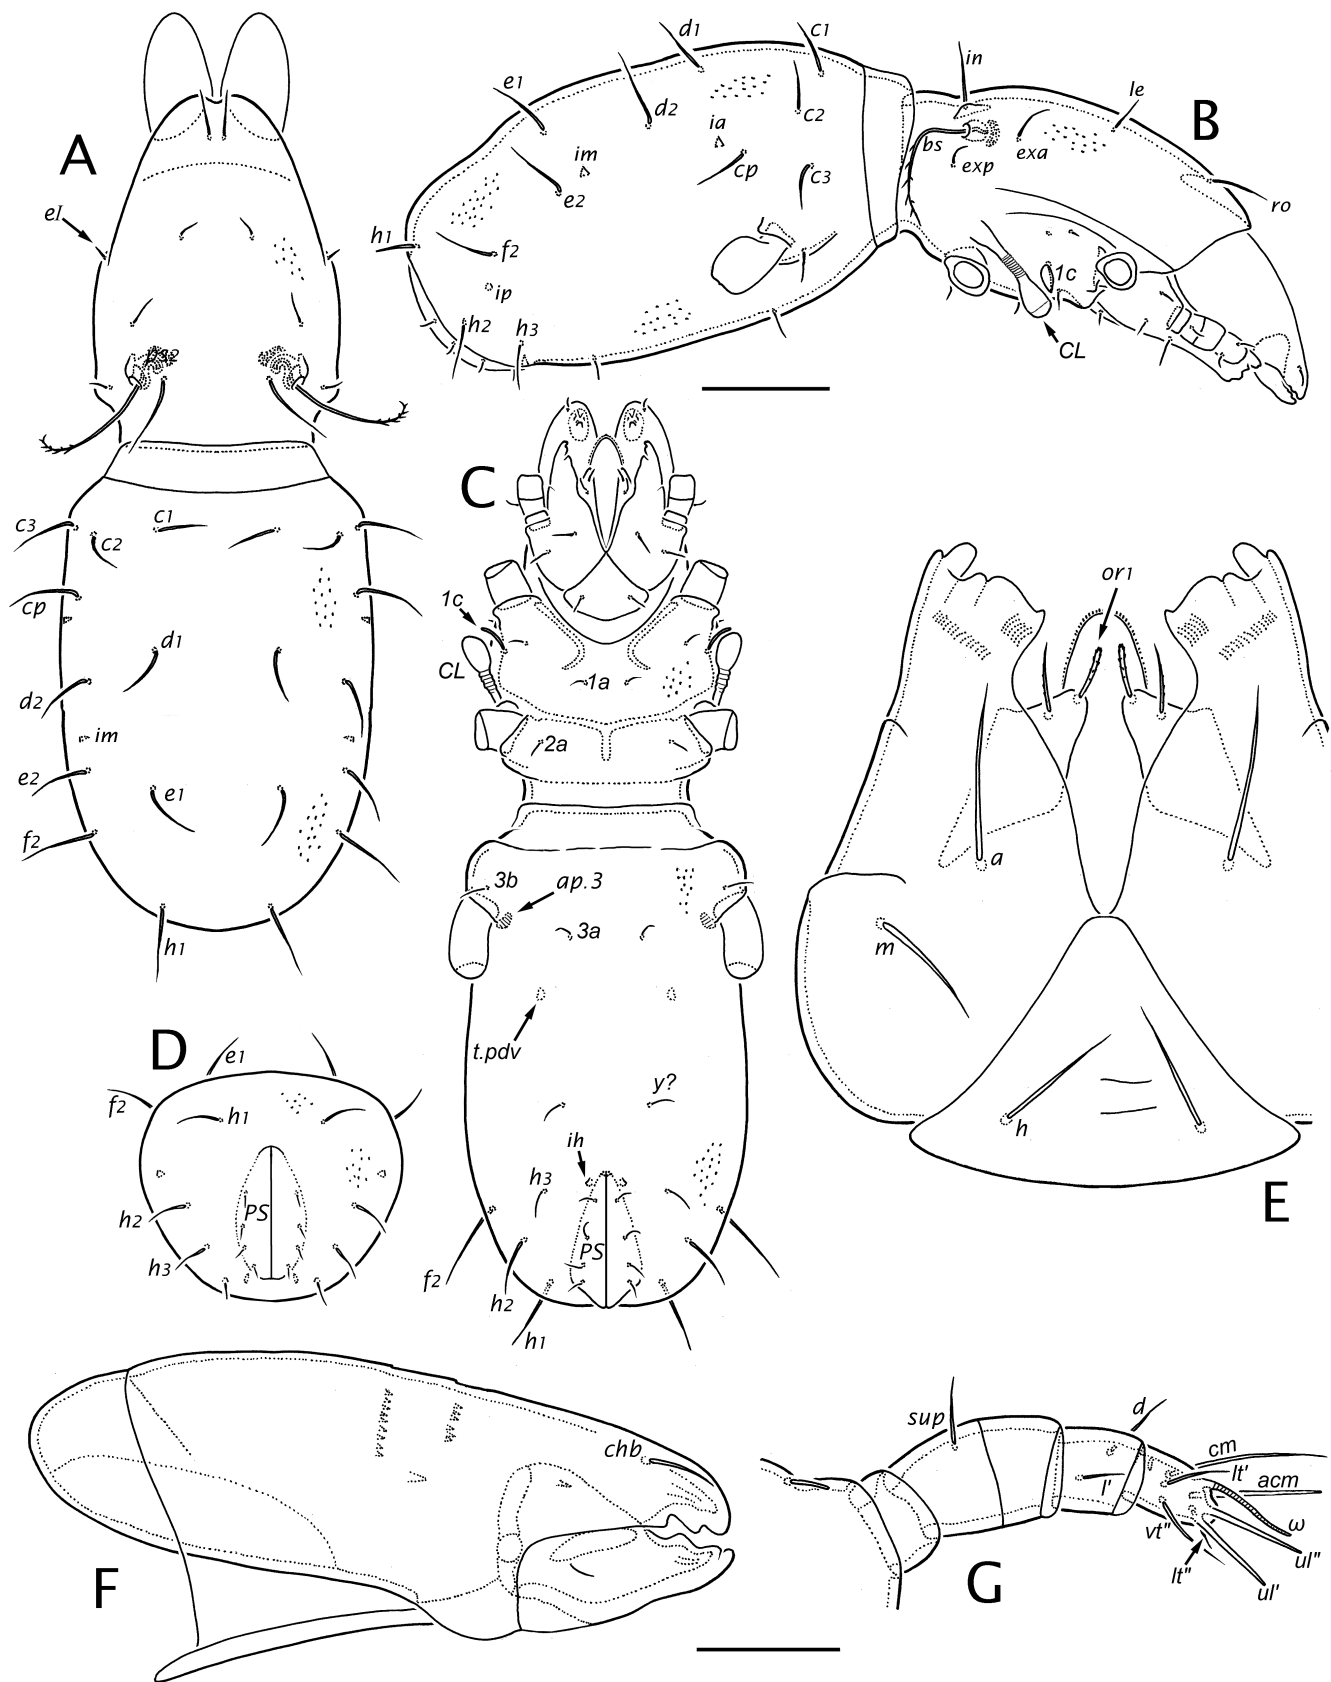 A
el
c3
c1
c2
cp
d1
d2
im
e2
e1
f2
h1
B
d1
c1
in
le
e1
d2
c2
ia
bs
exa
im
cp
exp
c3
e2
ro
h1
f2
ip
1c
h2
h3
CL
C
1c
CL
1a
2a
3b
ap.3
3a
t.pdv
y?
ih
h3
PS
f2
h2
h1
D
e1
f2
h1
h2
PS
h3
or1
a
m
h
E
chb
F
sup
d
cm
lt'
l'
acm
vt"
ω
ul"
lt"
ul'
G